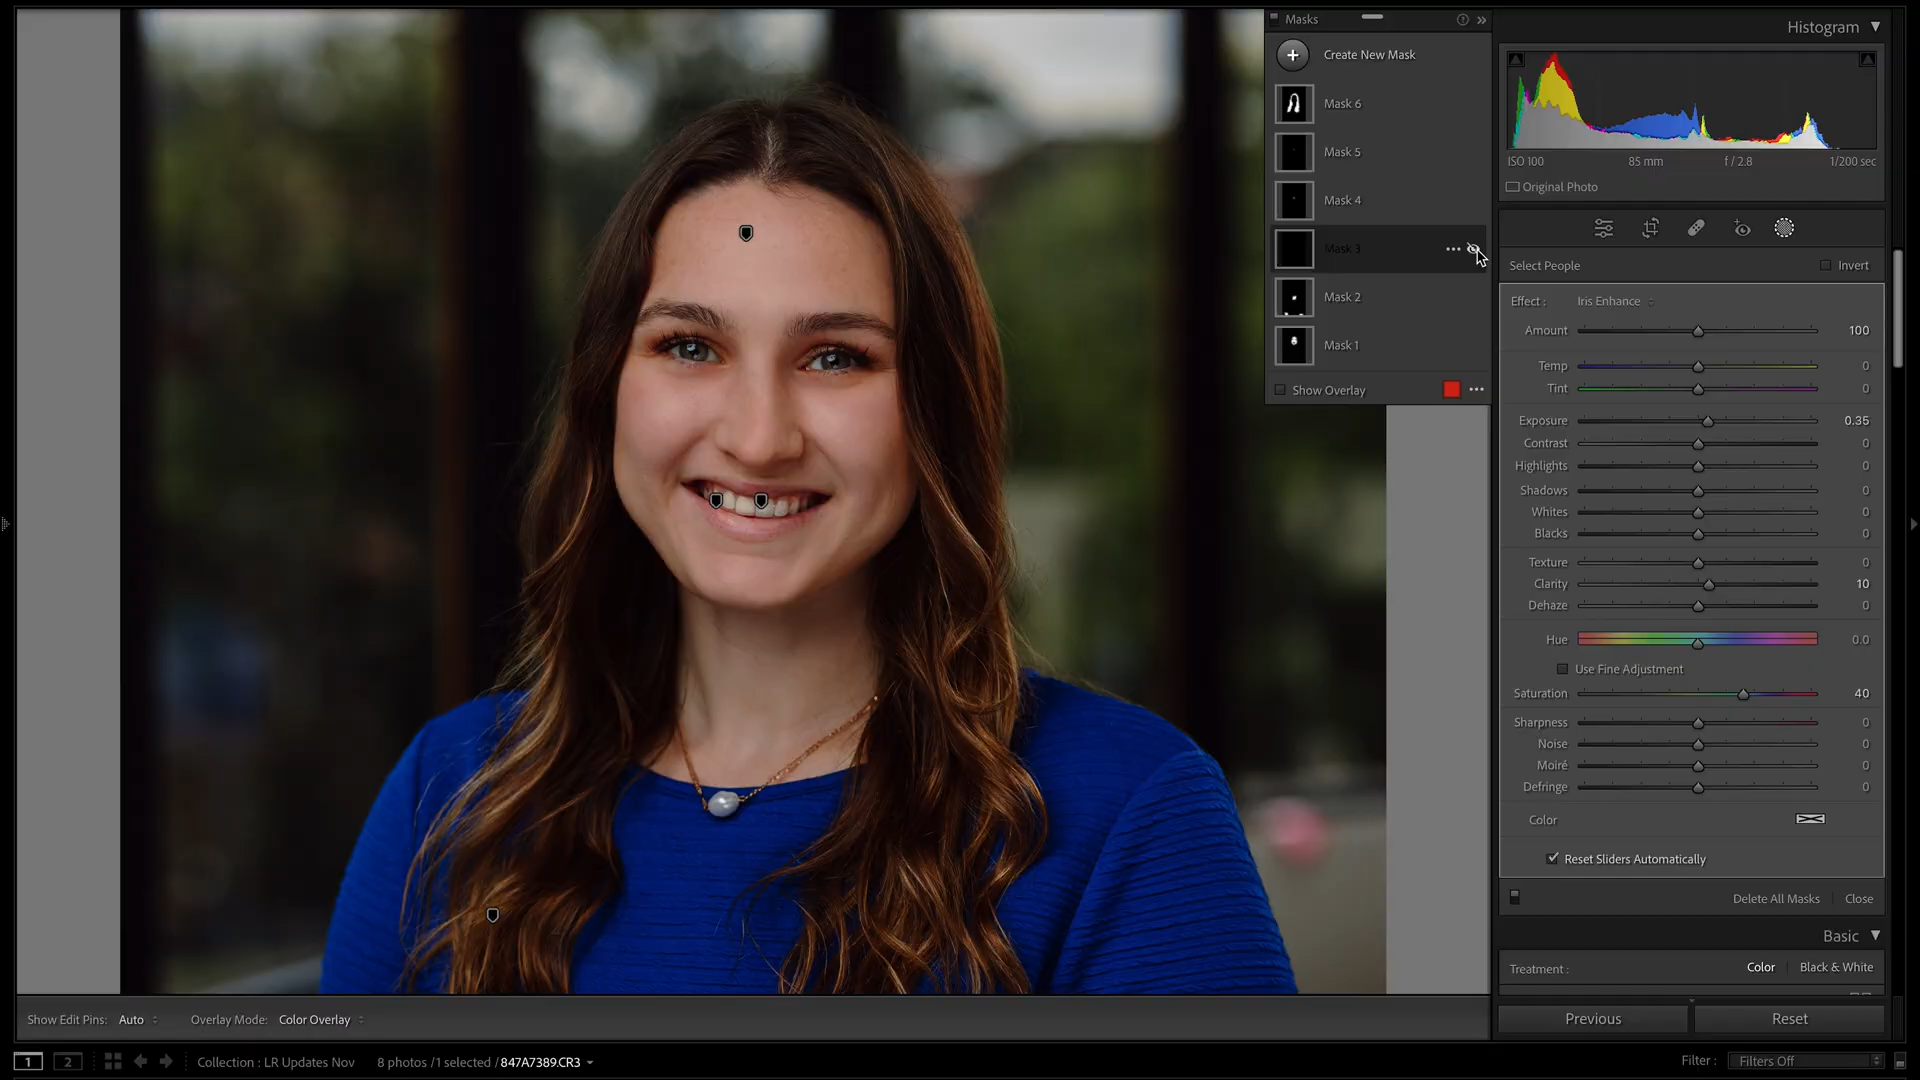 Masks
Create New Mask
Mask 6
Mask 5
Mask 4
Mask 3
Mask 2
Mask 1
Show Overlay
Histogram
ISO 100 85 mm f / 2.8 1/200 sec
Original Photo
Select People Invert
Effect : Iris Enhance
Amount 100
Temp 0
Tint 0
Exposure 0.35
Contrast 0
Highlights 0
Shadows 0
Whites 0
Blacks 0
Texture 0
Clarity 10
Dehaze 0
Hue 0.0
Use Fine Adjustment
Saturation 40
Sharpness 0
Noise 0
Moiré 0
Defringe 0
Color
Reset Sliders Automatically
Delete All Masks Close
Basic
Treatment : Color Black & White
Previous Reset
Show Edit Pins: Auto Overlay Mode: Color Overlay
1 2 Collection : LR Updates Nov 8 photos /1 selected /847A7389.CR3 Filter : Filters Off